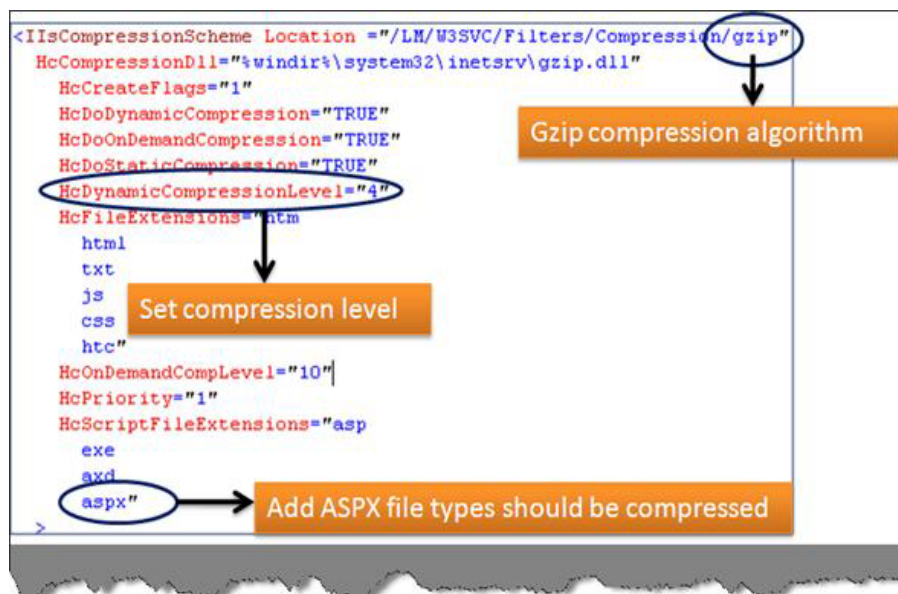 <IIsCompressionScheme Location ="/LM/W3SVC/Filters/Compression/gzip"
HcCompressionDll="%windir%\system32\inetsrv\gzip.dll"
HcCreateFlags="1"
HcDoDynamicCompression="TRUE"
HcDoOnDemandCompression="TRUE"
HcDoStaticCompression="TRUE"
Gzip compression algorithm
HcDynamicCompressionLevel="4"
HcFileExtensions="htm
html
txt
js
css
htc"
Set compression level
HcOnDemandCompLevel="10"
HcPriority="1"
HcScriptFileExtensions="asp
exe
axd
aspx"
Add ASPX file types should be compressed
>